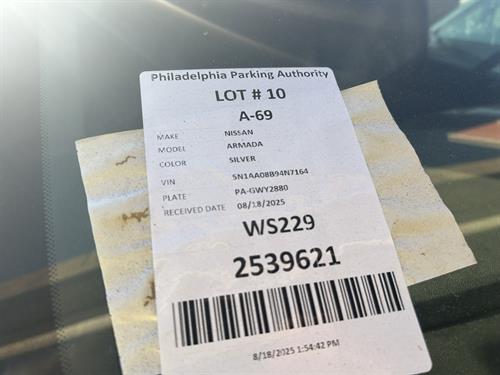 Philadelphia Parking Authority
LOT # 10
A-69
MAKE NISSAN
MODEL ARMADA
COLOR SILVER
VIN 5N1AA08B94N7164
PLATE PA-GWY2880
RECEIVED DATE 08/18/2025
WS229
2539621
8/18/2025 1:54:42 PM